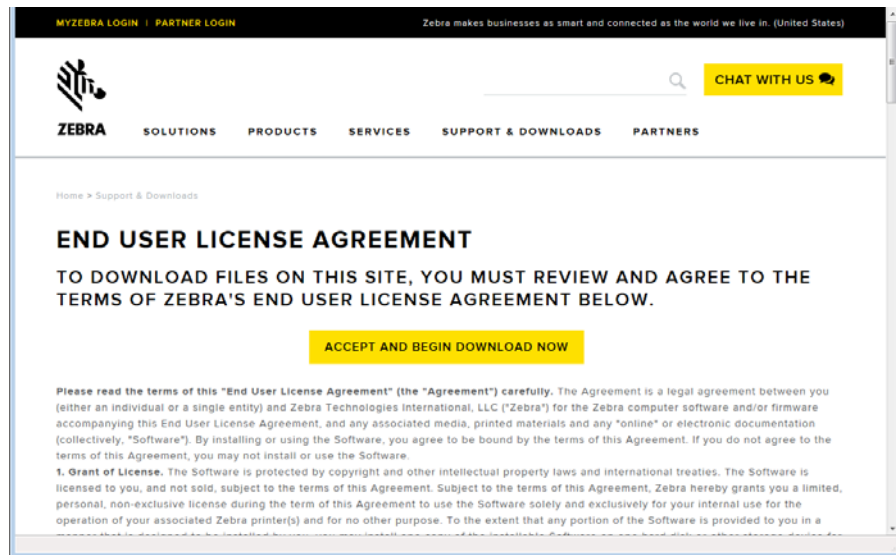 MYZEBRA LOGIN | PARTNER LOGIN
Zebra makes businesses as smart and connected as the world we live in. (United States)
CHAT WITH US
ZEBRA
SOLUTIONS PRODUCTS SERVICES SUPPORT & DOWNLOADS PARTNERS
Home > Support & Downloads
END USER LICENSE AGREEMENT
TO DOWNLOAD FILES ON THIS SITE, YOU MUST REVIEW AND AGREE TO THE
TERMS OF ZEBRA'S END USER LICENSE AGREEMENT BELOW.
ACCEPT AND BEGIN DOWNLOAD NOW
Please read the terms of this "End User License Agreement" (the "Agreement") carefully. The Agreement is a legal agreement between you
(either an individual or a single entity) and Zebra Technologies International, LLC ("Zebra") for the Zebra computer software and/or firmware
accompanying this End User License Agreement, and any associated media, printed materials and any "online" or electronic documentation
(collectively, "Software"). By installing or using the Software, you agree to be bound by the terms of this Agreement. If you do not agree to the
terms of this Agreement, you may not install or use the Software.
1. Grant of License. The Software is protected by copyright and other intellectual property laws and international treaties. The Software is
licensed to you, and not sold, subject to the terms of this Agreement. Subject to the terms of this Agreement, Zebra hereby grants you a limited,
personal, non-exclusive license during the term of this Agreement to use the Software solely and exclusively for your internal use for the
operation of your associated Zebra printer(s) and for no other purpose. To the extent that any portion of the Software is provided to you in a